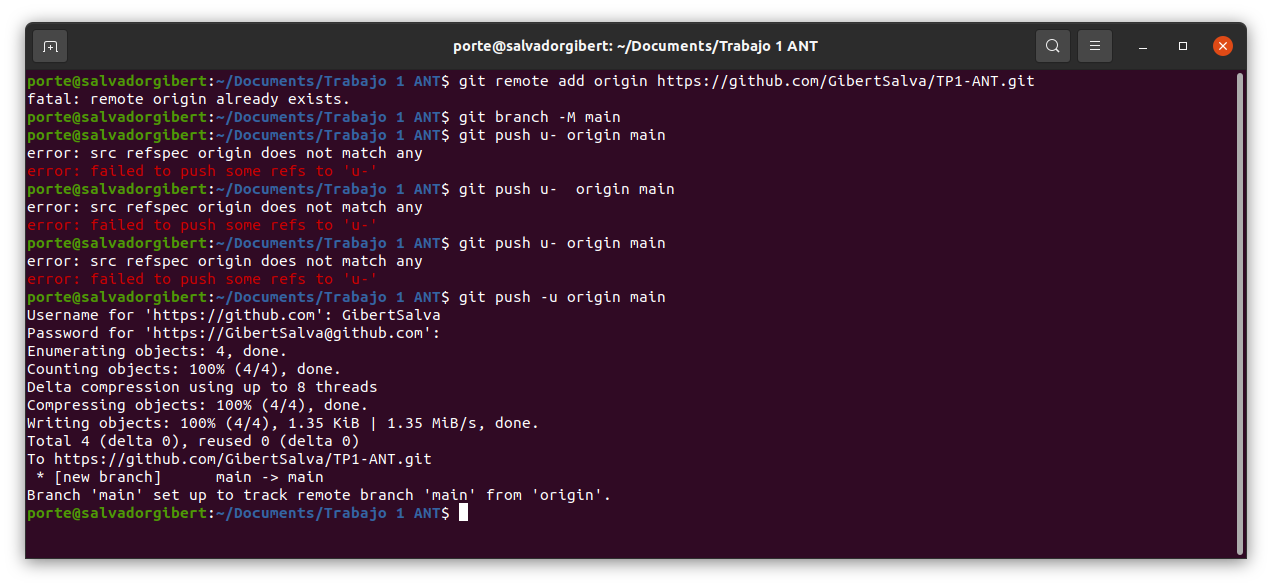 porte@salvadorgibert: ~/Documents/Trabajo 1 ANT
porte@salvadorgibert:~/Documents/Trabajo 1 ANT$ git remote add origin https://github.com/GibertSalva/TP1-ANT.git
fatal: remote origin already exists.
porte@salvadorgibert:~/Documents/Trabajo 1 ANT$ git branch -M main
porte@salvadorgibert:~/Documents/Trabajo 1 ANT$ git push u- origin main
error: src refspec origin does not match any
error: failed to push some refs to 'u-'
porte@salvadorgibert:~/Documents/Trabajo 1 ANT$ git push u-  origin main
error: src refspec origin does not match any
error: failed to push some refs to 'u-'
porte@salvadorgibert:~/Documents/Trabajo 1 ANT$ git push u- origin main
error: src refspec origin does not match any
error: failed to push some refs to 'u-'
porte@salvadorgibert:~/Documents/Trabajo 1 ANT$ git push -u origin main
Username for 'https://github.com': GibertSalva
Password for 'https://GibertSalva@github.com':
Enumerating objects: 4, done.
Counting objects: 100% (4/4), done.
Delta compression using up to 8 threads
Compressing objects: 100% (4/4), done.
Writing objects: 100% (4/4), 1.35 KiB | 1.35 MiB/s, done.
Total 4 (delta 0), reused 0 (delta 0)
To https://github.com/GibertSalva/TP1-ANT.git
 * [new branch]      main -> main
Branch 'main' set up to track remote branch 'main' from 'origin'.
porte@salvadorgibert:~/Documents/Trabajo 1 ANT$